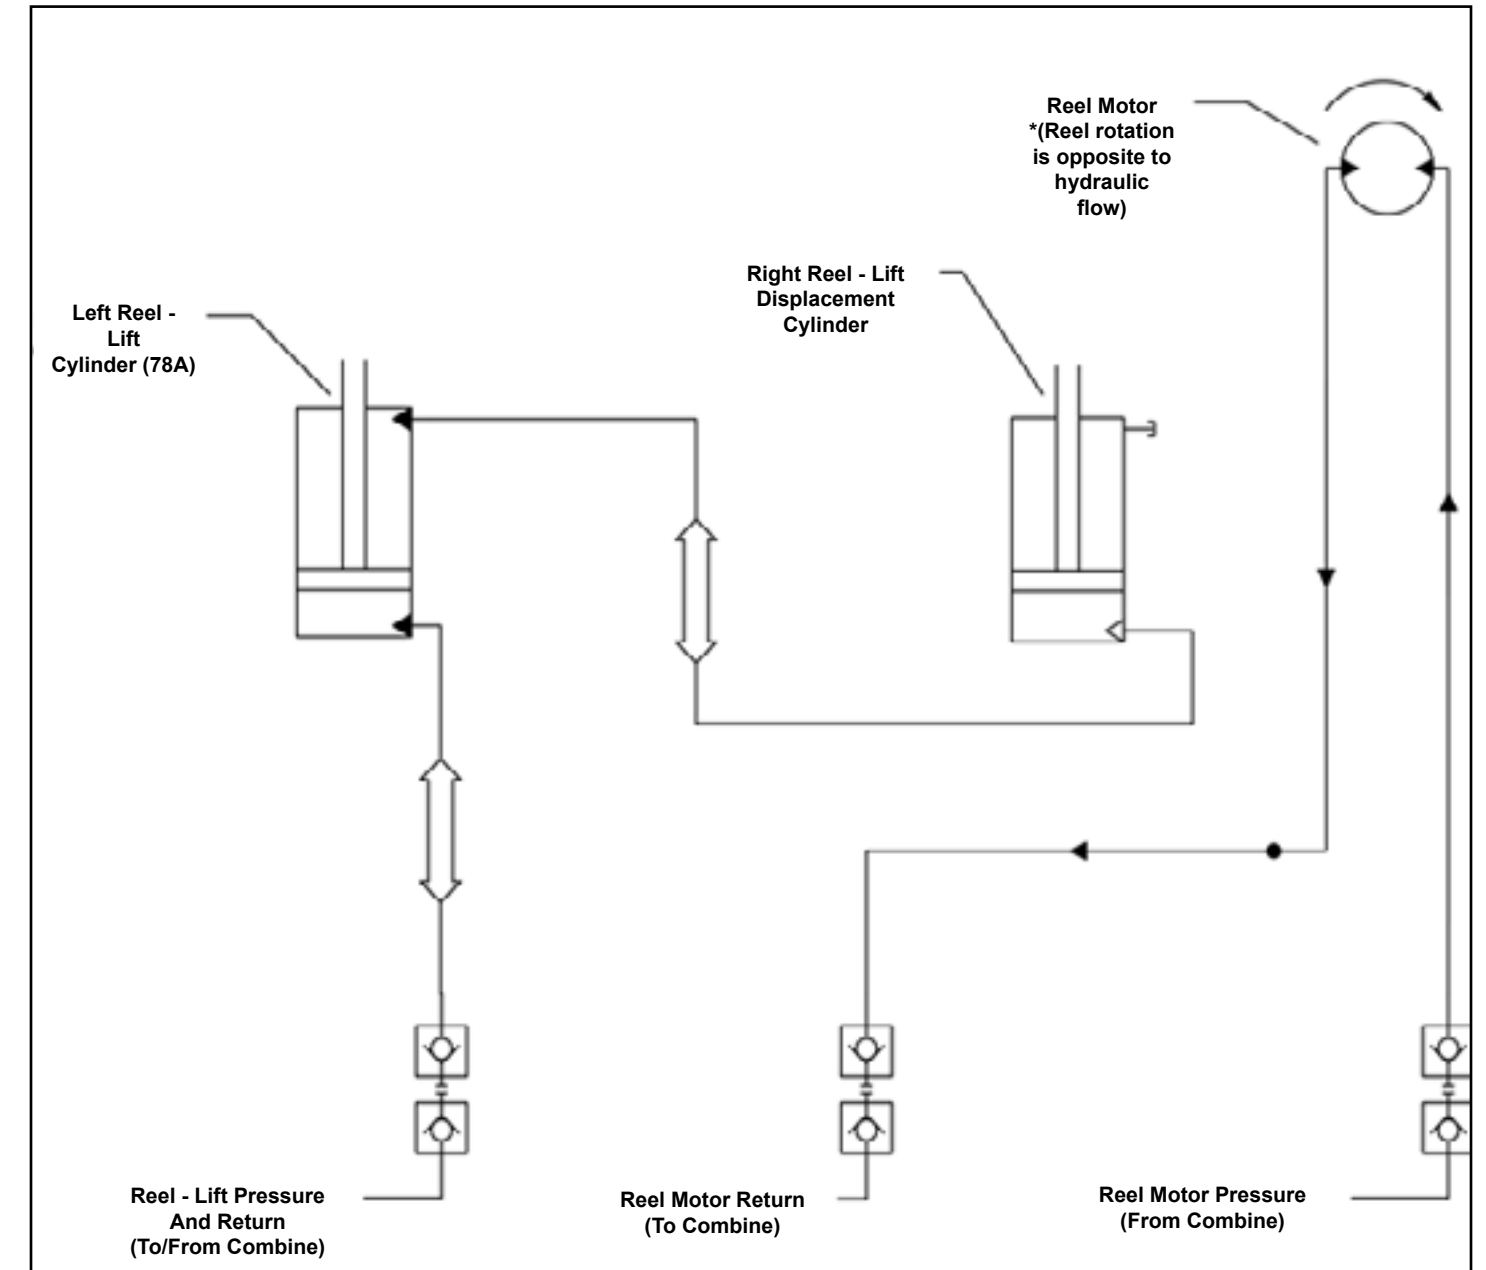 Reel Motor
*(Reel rotation
is opposite to
hydraulic
flow)
Right Reel - Lift
Displacement
Cylinder
Left Reel -
Lift
Cylinder (78A)
Reel - Lift Pressure
And Return
(To/From Combine)
Reel Motor Return
(To Combine)
Reel Motor Pressure
(From Combine)